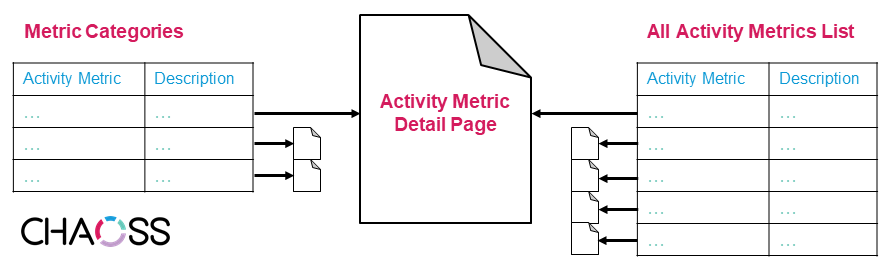 Metric Categories
Activity Metric Description
… …
… …
… …
CHAOSS
Activity Metric
Detail Page
All Activity Metrics List
Activity Metric Description
… …
… …
… …
… …
… …